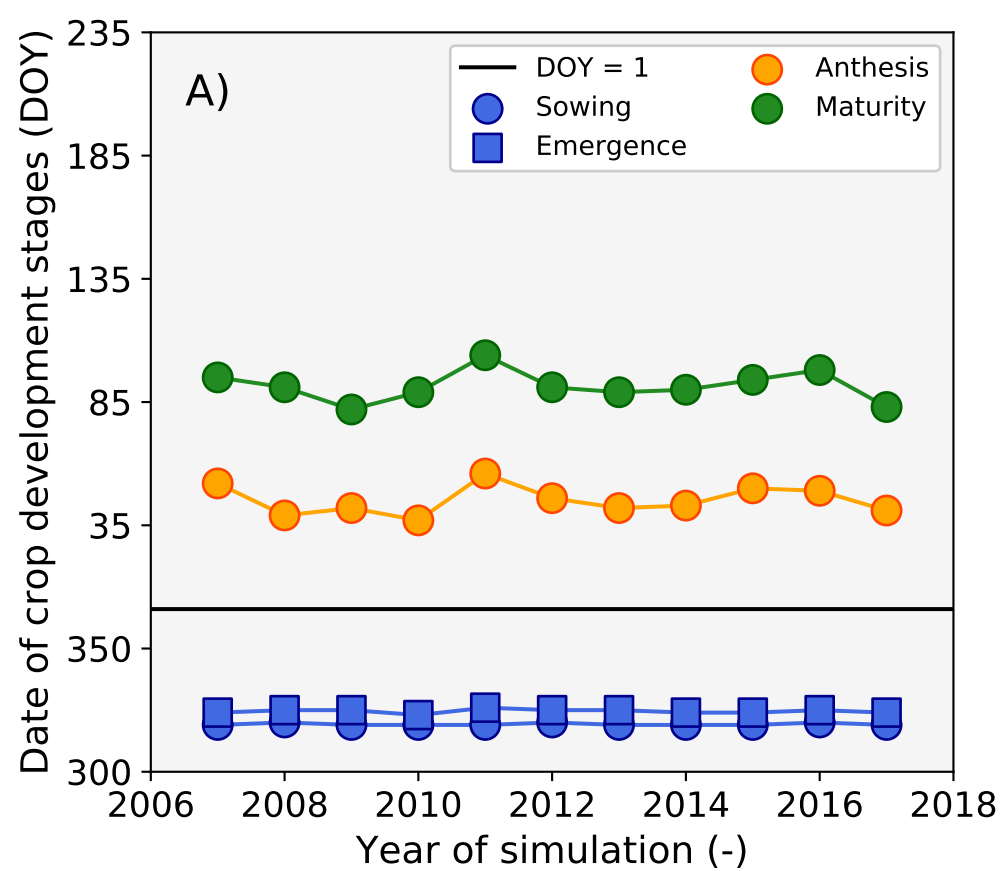 Date of crop development stages (DOY)
235
185
135
85
35
350
300
A)
DOY = 1
Sowing
Emergence
Anthesis
Maturity
2006 2008 2010 2012 2014 2016 2018
Year of simulation (-)